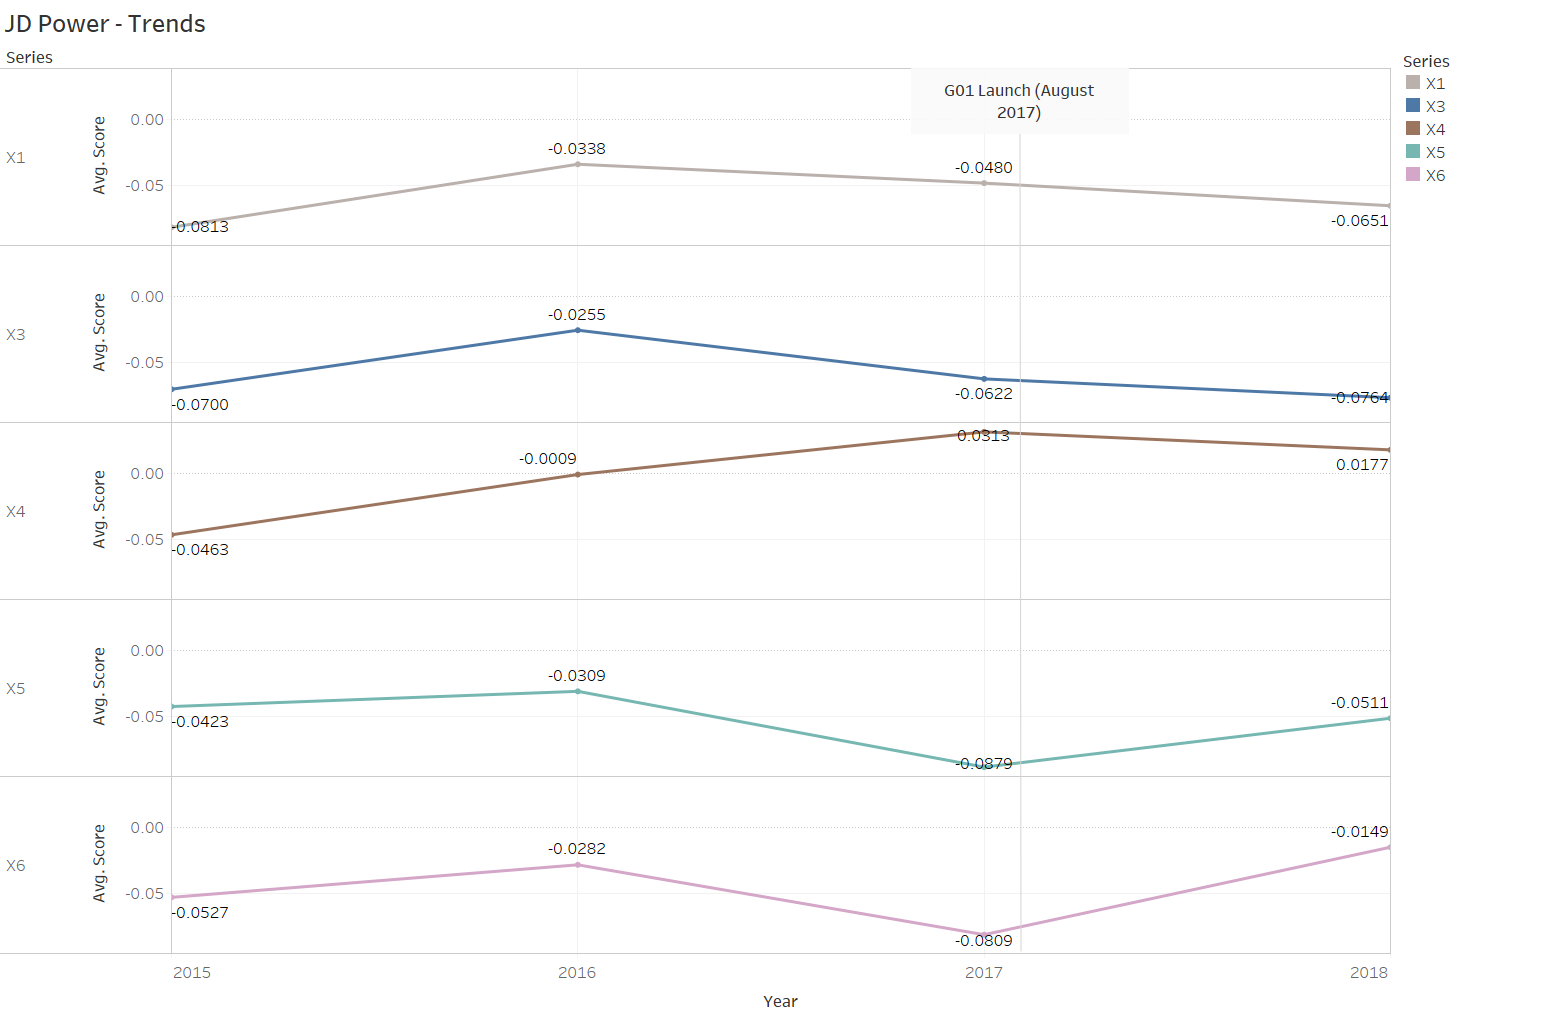 JD Power - Trends
Series
Series
X1
X3
X4
X5
X6
G01 Launch (August
2017)
X1
Avg. Score
0.00
-0.05
-0.0813
-0.0338
-0.0480
-0.0651
X3
Avg. Score
0.00
-0.05
-0.0700
-0.0255
-0.0622
-0.0764
X4
Avg. Score
0.00
-0.05
-0.0463
-0.0009
0.0313
0.0177
X5
Avg. Score
0.00
-0.05
-0.0423
-0.0309
-0.0879
-0.0511
X6
Avg. Score
0.00
-0.05
-0.0527
-0.0282
-0.0809
-0.0149
2015
2016
2017
2018
Year